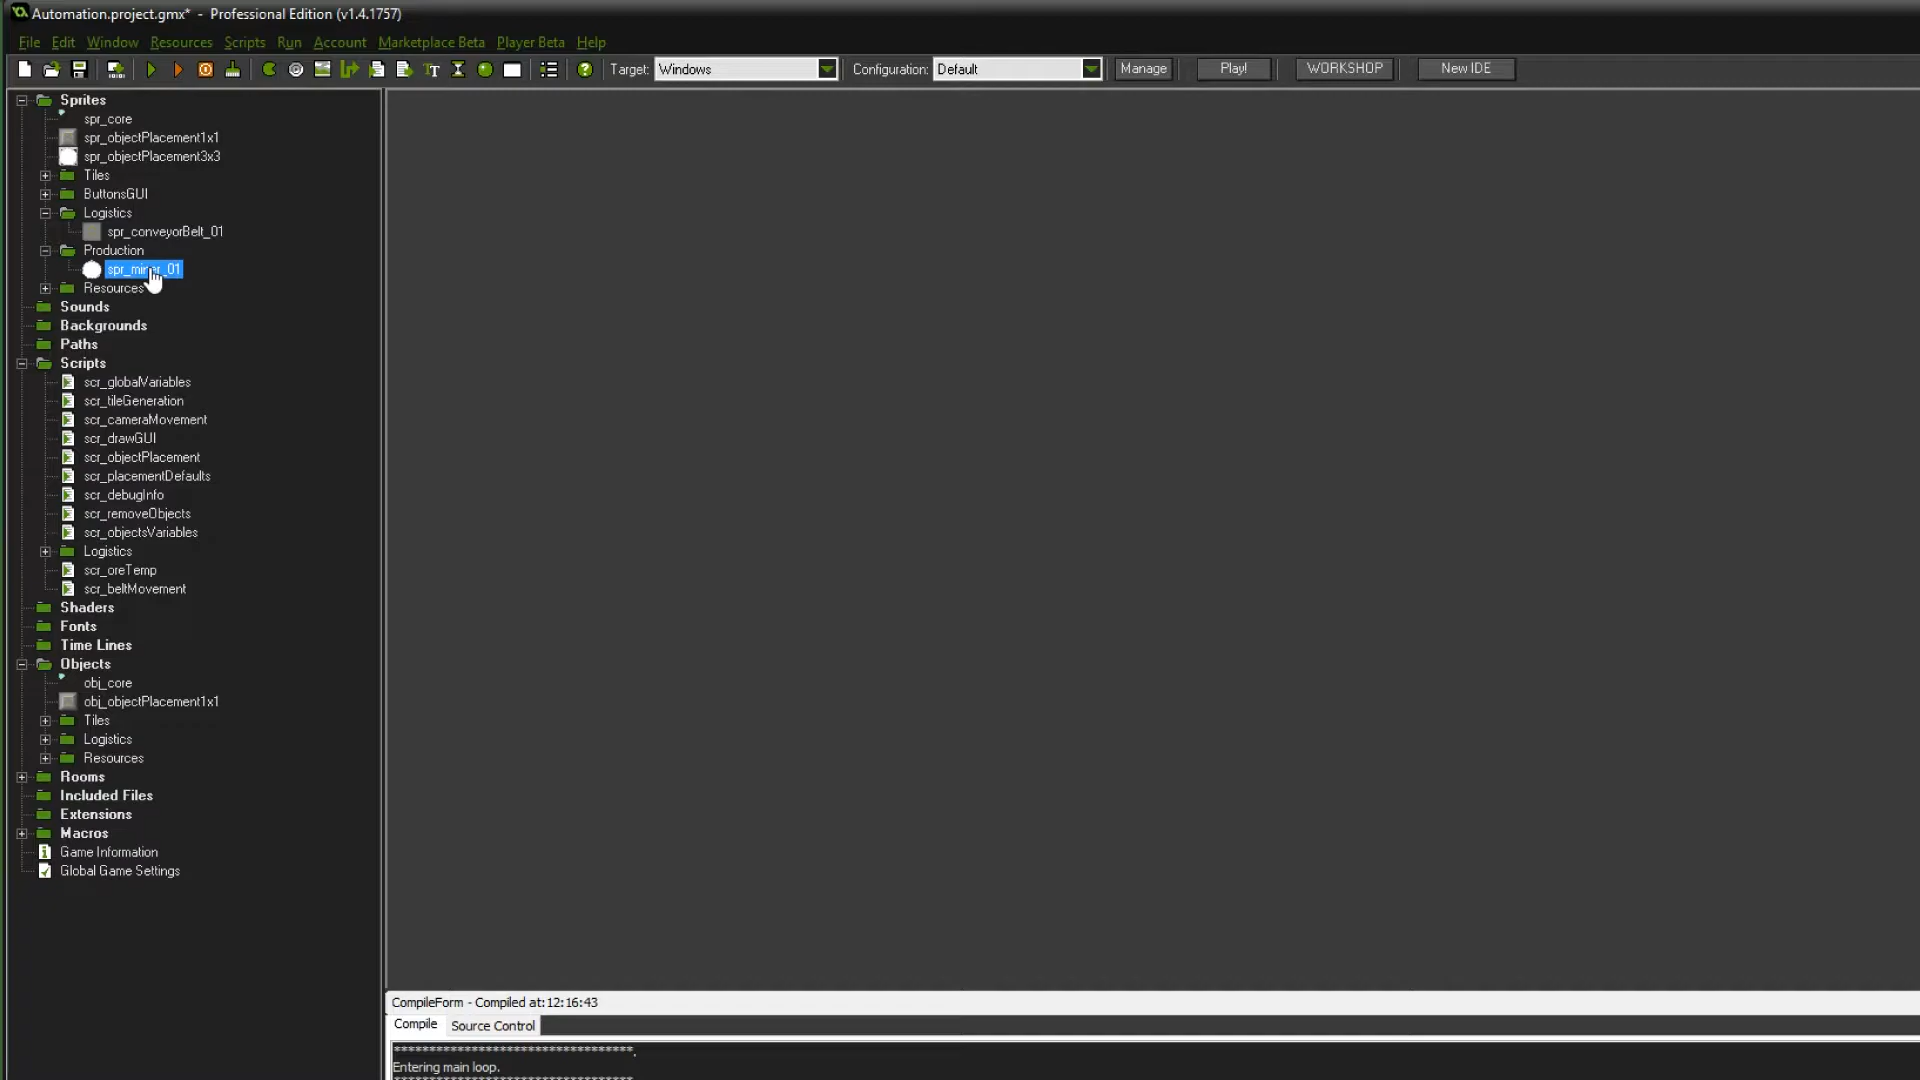 Automation.project.gmx* - Professional Edition (v1.4.1757)
File Edit Window Resources Scripts Run Account Marketplace Beta Player Beta Help
Target: Windows Configuration: Default Manage Play! WORKSHOP New IDE
Sprites
spr_core
spr_objectPlacement1x1
spr_objectPlacement3x3
Tiles
ButtonsGUI
Logistics
spr_conveyorBelt_01
Production
spr_miner_01
Resources
Sounds
Backgrounds
Paths
Scripts
scr_globalVariables
scr_tileGeneration
scr_cameraMovement
scr_drawGUI
scr_objectPlacement
scr_placementDefaults
scr_debugInfo
scr_removeObjects
scr_objectsVariables
Logistics
scr_oreTemp
scr_beltMovement
Shaders
Fonts
Time Lines
Objects
obj_core
obj_objectPlacement1x1
Tiles
Logistics
Resources
Rooms
Included Files
Extensions
Macros
Game Information
Global Game Settings
CompileForm - Compiled at:12:16:43
Compile Source Control
**********************************.
Entering main loop.
**********************************